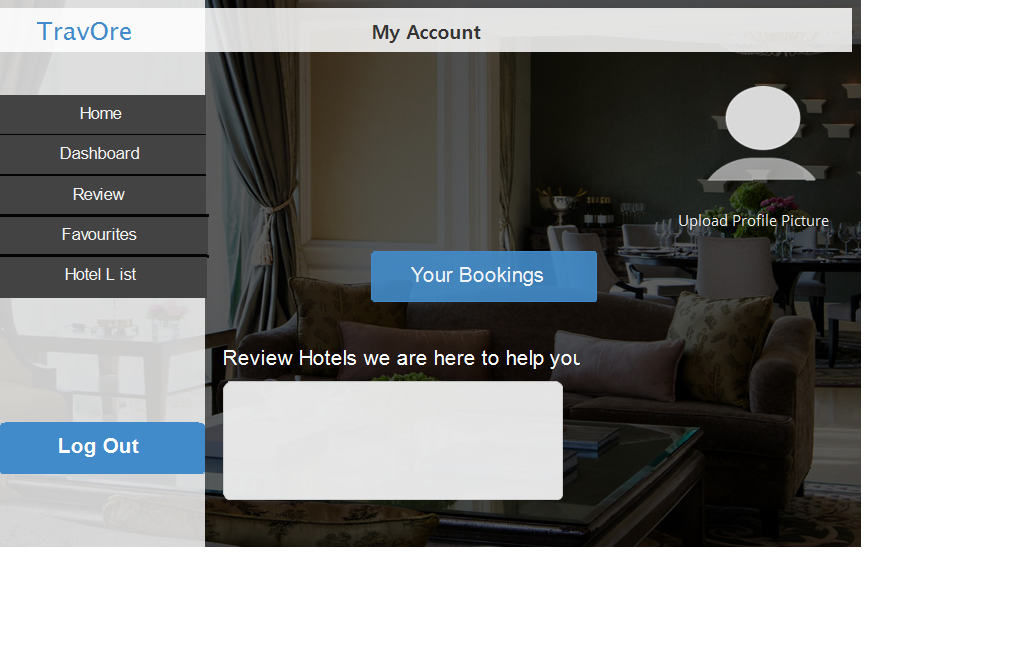 TravOre
My Account
Home
Dashboard
Review
Favourites
Hotel L ist
Log Out
Upload Profile Picture
Your Bookings
Review Hotels we are here to help you